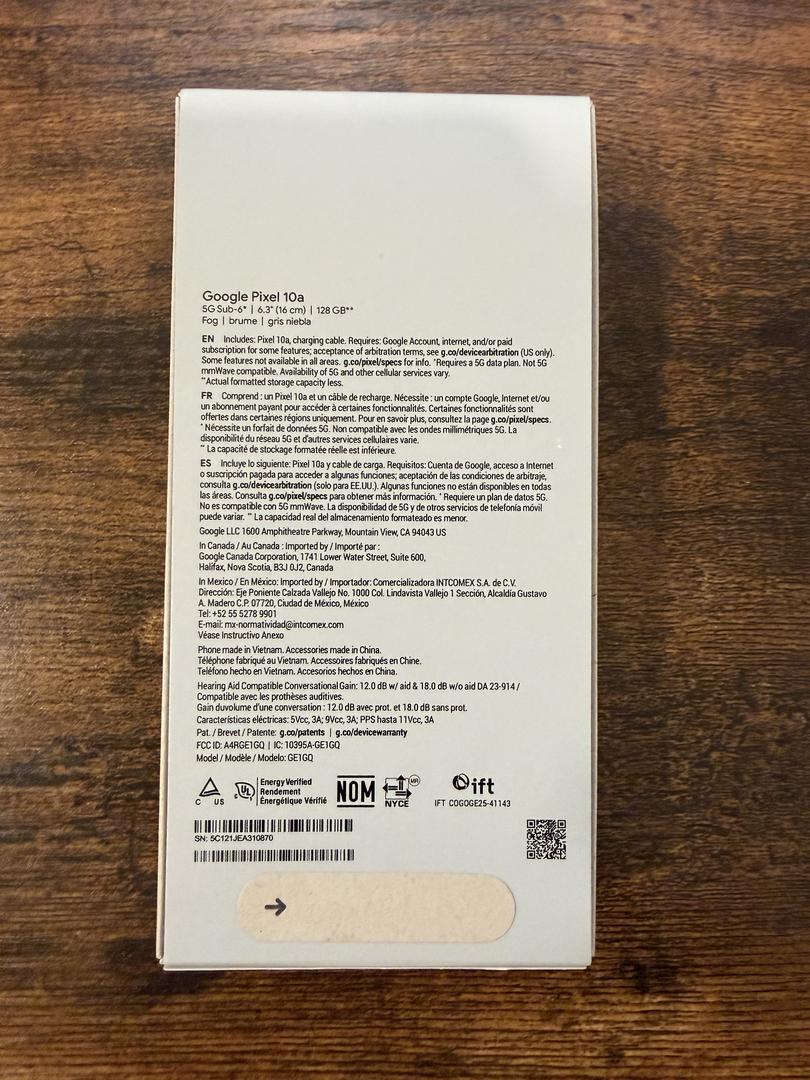 Google Pixel 10a
5G Sub-6* | 6.3" (16 cm) | 128 GB**
Fog | brume | gris niebla
EN Includes: Pixel 10a, charging cable. Requires: Google Account, internet, and/or paid
subscription for some features; acceptance of arbitration terms, see g.co/devicearbitration (US only).
Some features not available in all areas. g.co/pixel/specs for info. *Requires a 5G data plan. Not 5G
mmWave compatible. Availability of 5G and other cellular services vary.
**Actual formatted storage capacity less.
FR Comprend : un Pixel 10a et un câble de recharge. Nécessite : un compte Google, Internet et/ou
un abonnement payant pour accéder à certaines fonctionnalités. Certaines fonctionnalités sont
offertes dans certaines régions uniquement. Pour en savoir plus, consultez la page g.co/pixel/specs.
* Nécessite un forfait de données 5G. Non compatible avec les ondes millimétriques 5G. La
disponibilité du réseau 5G et d'autres services cellulaires varie.
** La capacité de stockage formatée réelle est inférieure.
ES Incluye lo siguiente: Pixel 10a y cable de carga. Requisitos: Cuenta de Google, acceso a Internet
o suscripción pagada para acceder a algunas funciones; aceptación de las condiciones de arbitraje,
consulta g.co/devicearbitration (solo para EE.UU.). Algunas funciones no están disponibles en todas
las áreas. Consulta g.co/pixel/specs para obtener más información. * Requiere un plan de datos 5G.
No es compatible con 5G mmWave. La disponibilidad de 5G y de otros servicios de telefonía móvil
puede variar. ** La capacidad real del almacenamiento formateado es menor.
Google LLC 1600 Amphitheatre Parkway, Mountain View, CA 94043 US
In Canada / Au Canada : Imported by / Importé par :
Google Canada Corporation, 1741 Lower Water Street, Suite 600,
Halifax, Nova Scotia, B3J 0J2, Canada
In Mexico / En México: Imported by / Importador: Comercializadora INTCOMEX S.A. de C.V.
Dirección: Eje Poniente Calzada Vallejo No. 1000 Col. Lindavista Vallejo 1 Sección, Alcaldía Gustavo
A. Madero C.P. 07720, Ciudad de México, México
Tel: +52 55 5278 9901
E-mail: mx-normatividad@intcomex.com
Véase Instructivo Anexo
Phone made in Vietnam. Accessories made in China.
Téléphone fabriqué au Vietnam. Accessoires fabriqués en Chine.
Teléfono hecho en Vietnam. Accesorios hechos en China.
Hearing Aid Compatible Conversational Gain: 12.0 dB w/ aid & 18.0 dB w/o aid DA 23-914 /
Compatible avec les prothèses auditives.
Gain duvolume d'une conversation : 12.0 dB avec prot. et 18.0 dB sans prot.
Características eléctricas: 5Vcc, 3A; 9Vcc, 3A; PPS hasta 11Vcc, 3A
Pat. / Brevet / Patente: g.co/patents | g.co/devicewarranty
FCC ID: A4RGE1GQ | IC: 10395A-GE1GQ
Model / Modèle / Modelo: GE1GQ
C US
c UL
Energy Verified
Rendement
Énergétique Vérifié
NOM
MR
NYCE
ift
IFT COGOGE25-41143
SN: 5C121JEA310870